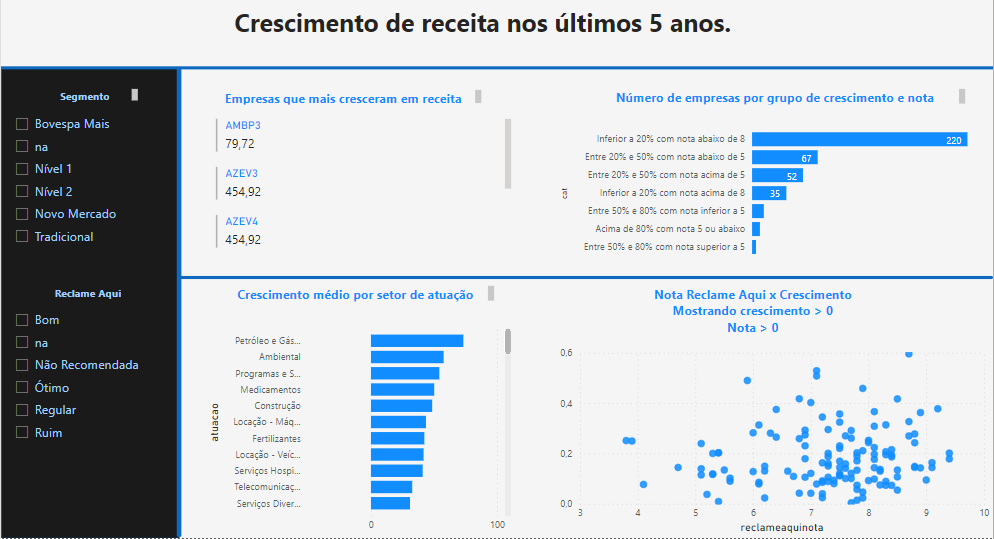 Crescimento de receita nos últimos 5 anos.
Segmento
Bovespa Mais
na
Nível 1
Nível 2
Novo Mercado
Tradicional
Reclame Aqui
Bom
na
Não Recomendada
Ótimo
Regular
Ruim
Empresas que mais cresceram em receita
AMBP3
79,72
AZEV3
454,92
AZEV4
454,92
Número de empresas por grupo de crescimento e nota
cat
Inferior a 20% com nota abaixo de 8 220
Entre 20% e 50% com nota abaixo de 5 67
Entre 20% e 50% com nota acima de 5 52
Inferior a 20% com nota acima de 8 35
Entre 50% e 80% com nota inferior a 5
Acima de 80% com nota 5 ou abaixo
Entre 50% e 80% com nota superior a 5
Crescimento médio por setor de atuação
atuacao
Petróleo e Gás...
Ambiental
Programas e S...
Medicamentos
Construção
Locação - Máq...
Fertilizantes
Locação - Veíc...
Serviços Hospi...
Telecomunicaç...
Serviços Diver...
0 100
Nota Reclame Aqui x Crescimento
Mostrando crescimento > 0
Nota > 0
0,6
0,4
0,2
0,0
3 4 5 6 7 8 9 10
reclameaquinota